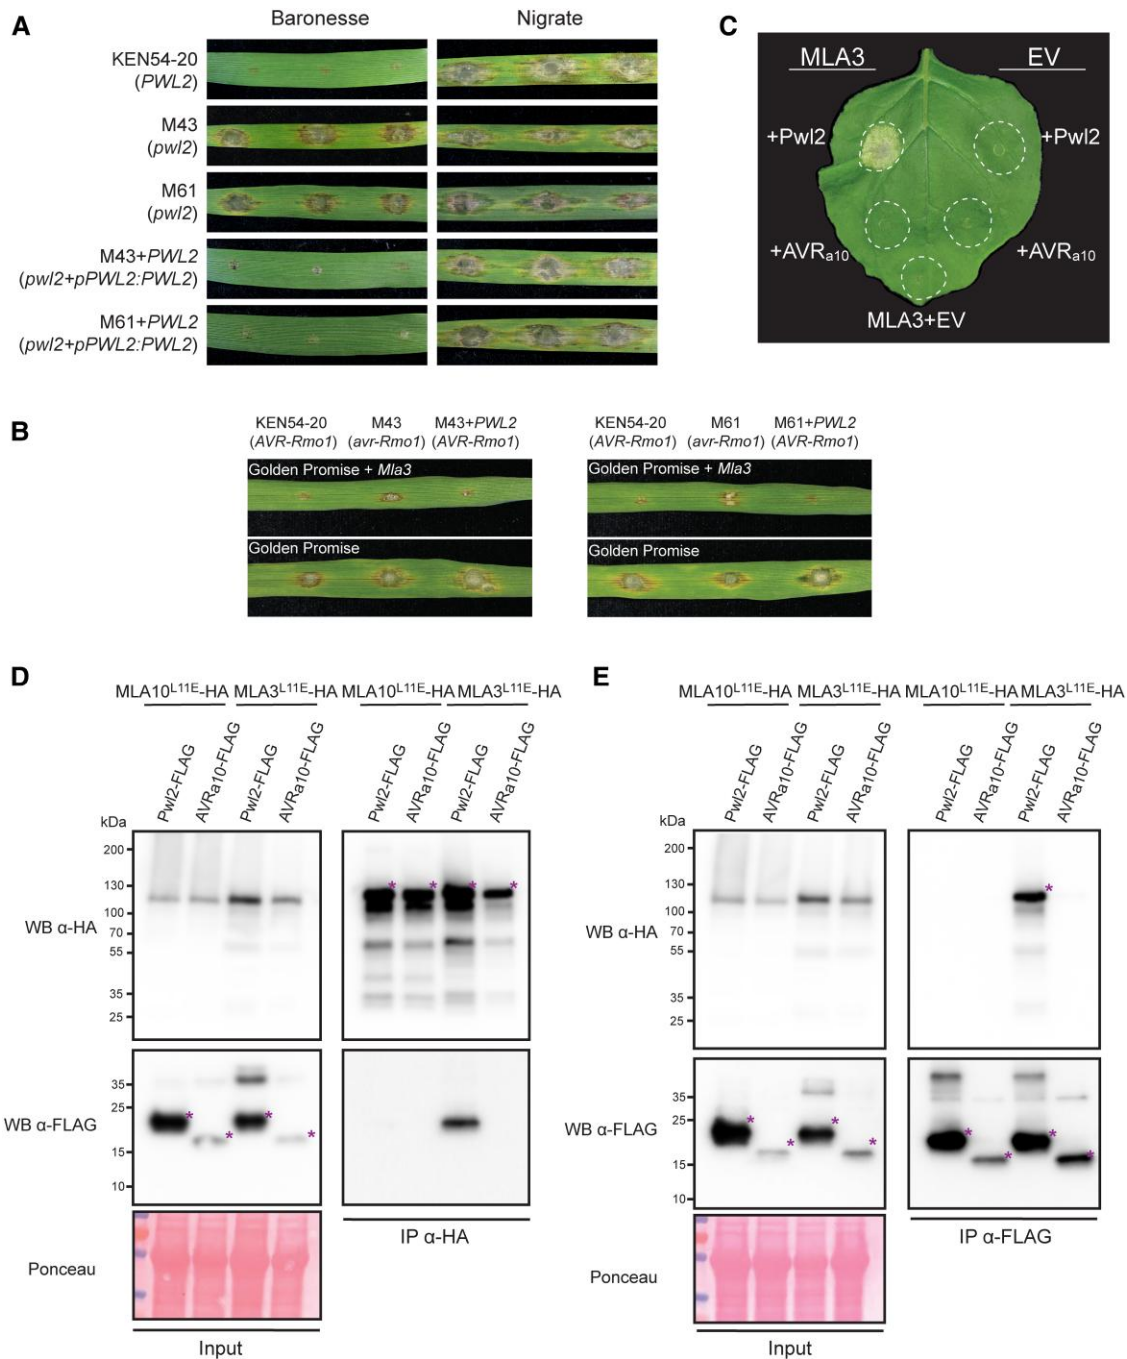 A
Baronesse
Nigrate
KEN54-20
(PWL2)
M43
(pwl2)
M61
(pwl2)
M43+PWL2
(pwl2+pPWL2:PWL2)
M61+PWL2
(pwl2+pPWL2:PWL2)
C
MLA3
EV
+Pwl2
+Pwl2
+AVRa10
+AVRa10
MLA3+EV
B
KEN54-20 M43 M43+PWL2
(AVR-Rmo1) (avr-Rmo1) (AVR-Rmo1)
Golden Promise + Mla3
Golden Promise
KEN54-20 M61 M61+PWL2
(AVR-Rmo1) (avr-Rmo1) (AVR-Rmo1)
Golden Promise + Mla3
Golden Promise
D
MLA10L11E-HA MLA3L11E-HA MLA10L11E-HA MLA3L11E-HA
Pwl2-FLAG AVRa10-FLAG Pwl2-FLAG AVRa10-FLAG Pwl2-FLAG AVRa10-FLAG Pwl2-FLAG AVRa10-FLAG
kDa
200
130
100
70
55
35
25
WB α-HA
* * * *
35
25
15
10
WB α-FLAG
* * * *
Ponceau
Input
IP α-HA
E
MLA10L11E-HA MLA3L11E-HA MLA10L11E-HA MLA3L11E-HA
Pwl2-FLAG AVRa10-FLAG Pwl2-FLAG AVRa10-FLAG Pwl2-FLAG AVRa10-FLAG Pwl2-FLAG AVRa10-FLAG
kDa
200
130
100
70
55
35
25
WB α-HA
*
35
25
15
10
WB α-FLAG
* * * * * * * *
Ponceau
Input
IP α-FLAG